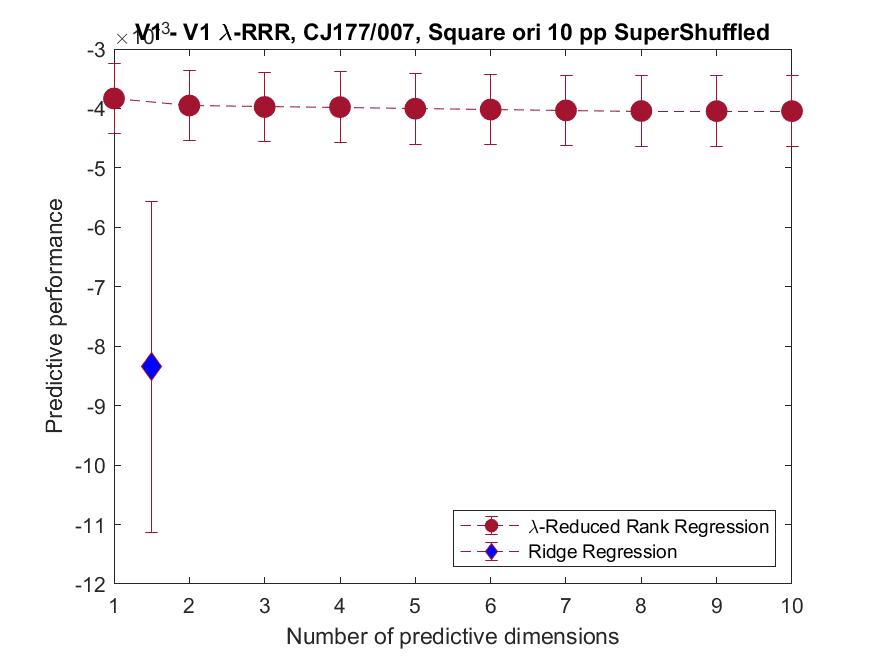 V1 - V1 λ-RRR, CJ177/007, Square ori 10 pp SuperShuffled
×10-3
-3
-4
-5
-6
-7
-8
-9
-10
-11
-12
Predictive performance
1 2 3 4 5 6 7 8 9 10
Number of predictive dimensions
λ-Reduced Rank Regression
Ridge Regression